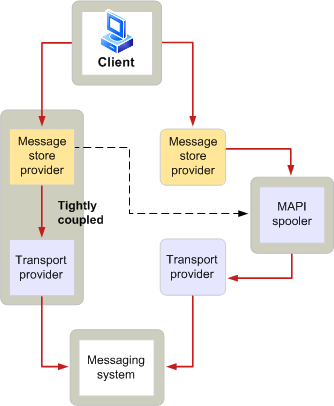 Client
Message
store
provider
Message
store
provider
Tightly
coupled
MAPI
spooler
Transport
provider
Transport
provider
Messaging
system